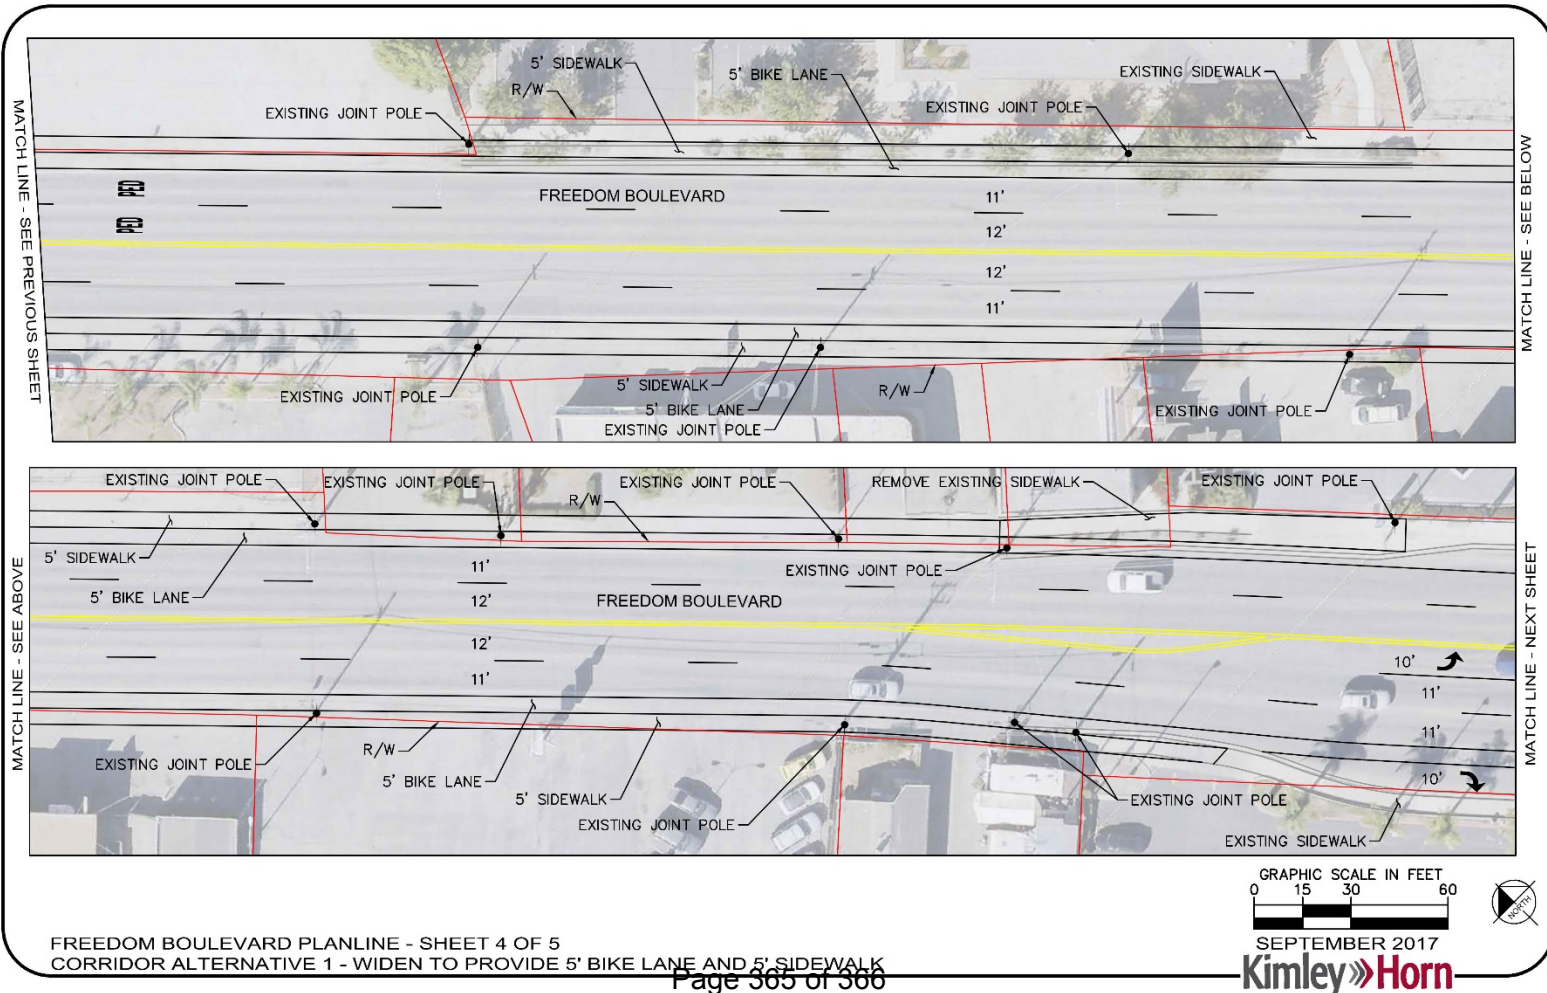 5' SIDEWALK
R/W
5' BIKE LANE
EXISTING SIDEWALK
EXISTING JOINT POLE
EXISTING JOINT POLE
MATCH LINE - SEE PREVIOUS SHEET
MATCH LINE - SEE BELOW
PED
PED
FREEDOM BOULEVARD
11'
12'
12'
11'
5' SIDEWALK
R/W
EXISTING JOINT POLE
5' BIKE LANE
EXISTING JOINT POLE
EXISTING JOINT POLE
EXISTING JOINT POLE
EXISTING JOINT POLE
R/W
EXISTING JOINT POLE
REMOVE EXISTING SIDEWALK
EXISTING JOINT POLE
5' SIDEWALK
5' BIKE LANE
11'
12'
12'
11'
FREEDOM BOULEVARD
EXISTING JOINT POLE
MATCH LINE - SEE ABOVE
MATCH LINE - NEXT SHEET
10'
11'
11'
10'
R/W
EXISTING JOINT POLE
5' BIKE LANE
5' SIDEWALK
EXISTING JOINT POLE
EXISTING JOINT POLE
EXISTING SIDEWALK
GRAPHIC SCALE IN FEET
0 15 30 60
NORTH
SEPTEMBER 2017
Kimley»Horn
FREEDOM BOULEVARD PLANLINE - SHEET 4 OF 5
CORRIDOR ALTERNATIVE 1 - WIDEN TO PROVIDE 5' BIKE LANE AND 5' SIDEWALK
Page 365 of 366